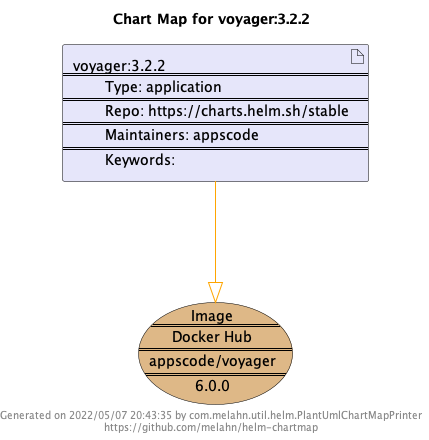 Chart Map for voyager:3.2.2
voyager:3.2.2
Type: application
Repo: https://charts.helm.sh/stable
Maintainers: appscode
Keywords:
Image
Docker Hub
appscode/voyager
6.0.0
Generated on 2022/05/07 20:43:35 by com.melahn.util.helm.PlantUmlChartMapPrinter
https://github.com/melahn/helm-chartmap